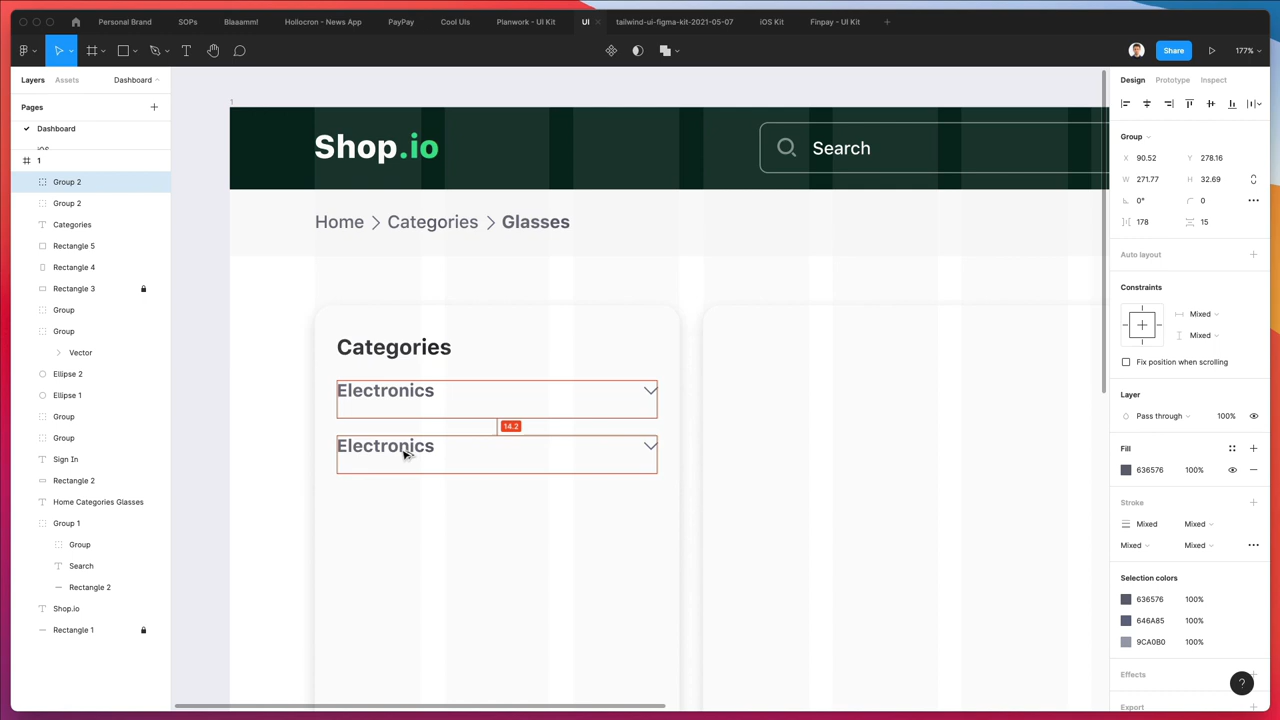 Personal Brand SOPs Blaaamm! Hollocron - News App PayPay Cool UIs Planwork - UI Kit UI tailwind-ui-figma-kit-2021-05-07 iOS Kit Finpay - UI Kit
Share 177%
Layers Assets Dashboard
Pages
Dashboard
1
Group 2
Group 2
Categories
Rectangle 5
Rectangle 4
Rectangle 3
Group
Group
Vector
Ellipse 2
Ellipse 1
Group
Group
Sign In
Rectangle 2
Home Categories Glasses
Group 1
Group
Search
Rectangle 2
Shop.io
Rectangle 1
1
Shop.io Search
Home Categories Glasses
Categories
Electronics
14.2
Electronics
Design Prototype Inspect
Group
X 90.52 Y 278.16
W 271.77 H 32.69
0° 0
178 15
Auto layout
Constraints
Mixed
Mixed
Fix position when scrolling
Layer
Pass through 100%
Fill
636576 100%
Stroke
Mixed Mixed
Mixed Mixed
Selection colors
636576 100%
646A85 100%
9CA0B0 100%
Effects
Export
?